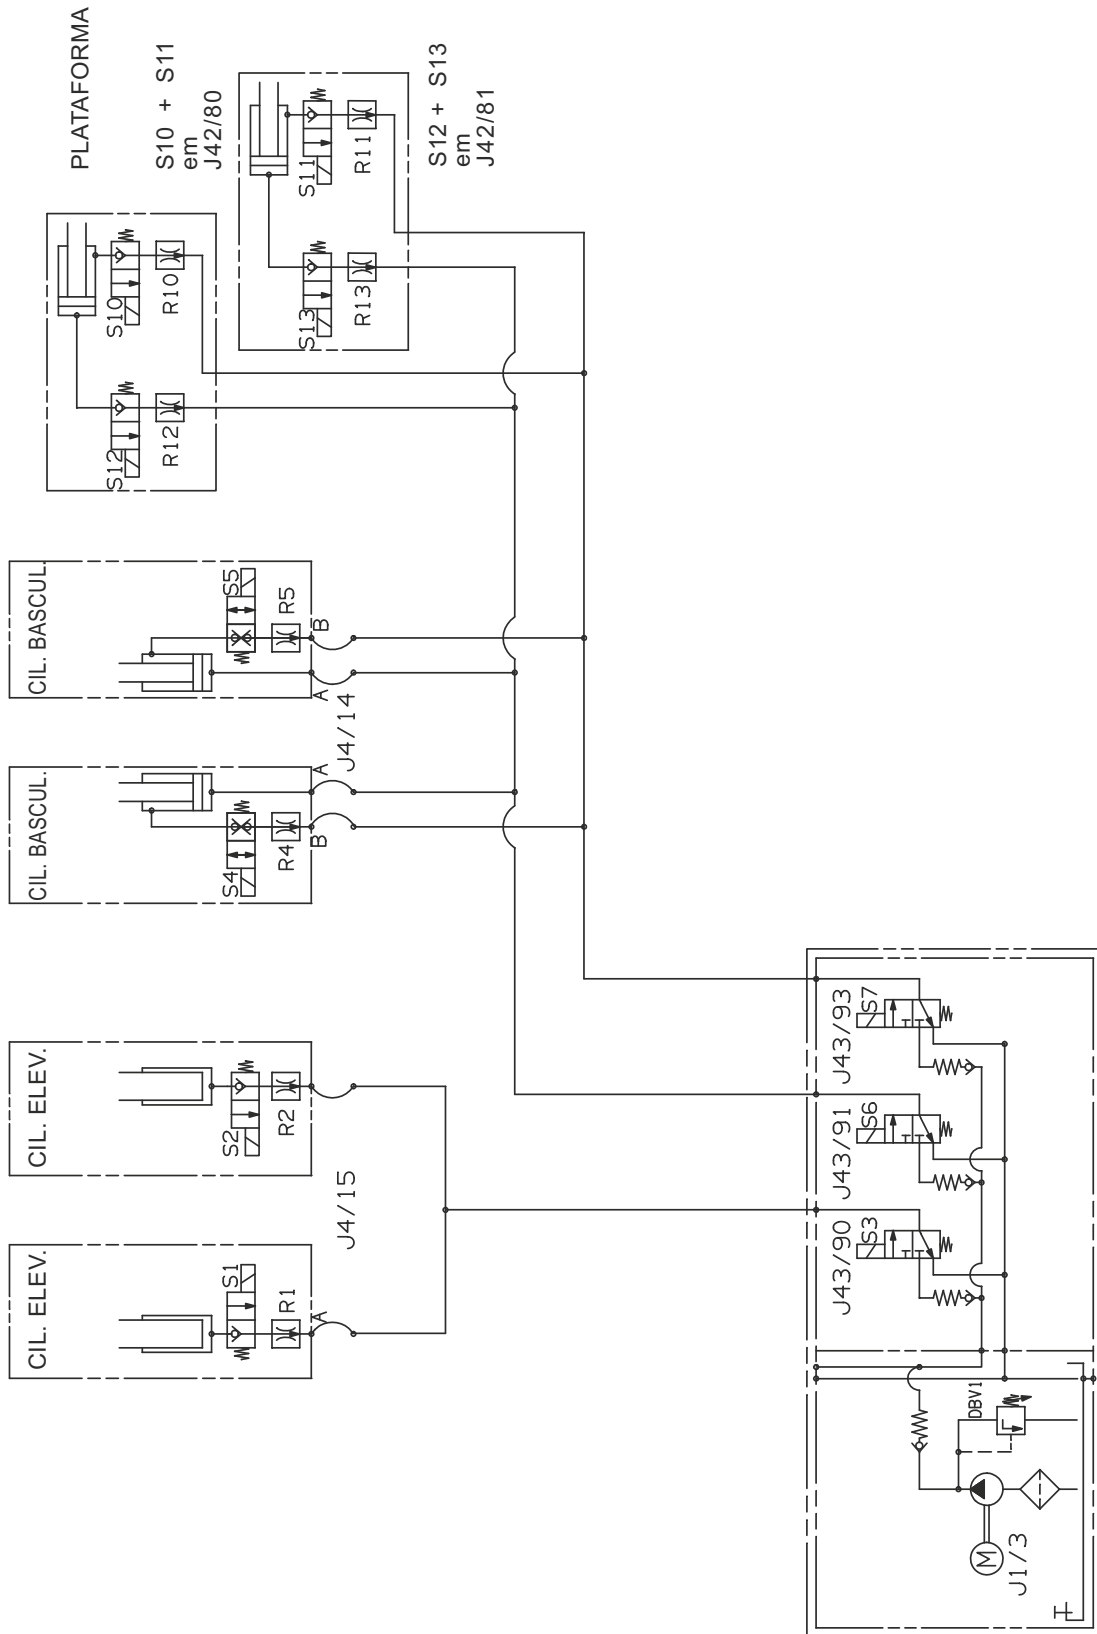 PLATAFORMA
S10 + S11
em
J42/80
S12 + S13
em
J42/81
S11
R11
S13
R13
S10
R10
S12
R12
CIL. BASCUL.
S5
R5
B
A
J4/14
CIL. BASCUL.
A
B
S4
R4
CIL. ELEV.
S2
R2
J4/15
CIL. ELEV.
S1
R1
A
J43/93
S7
J43/91
S6
J43/90
S3
DBV1
M
J1/3